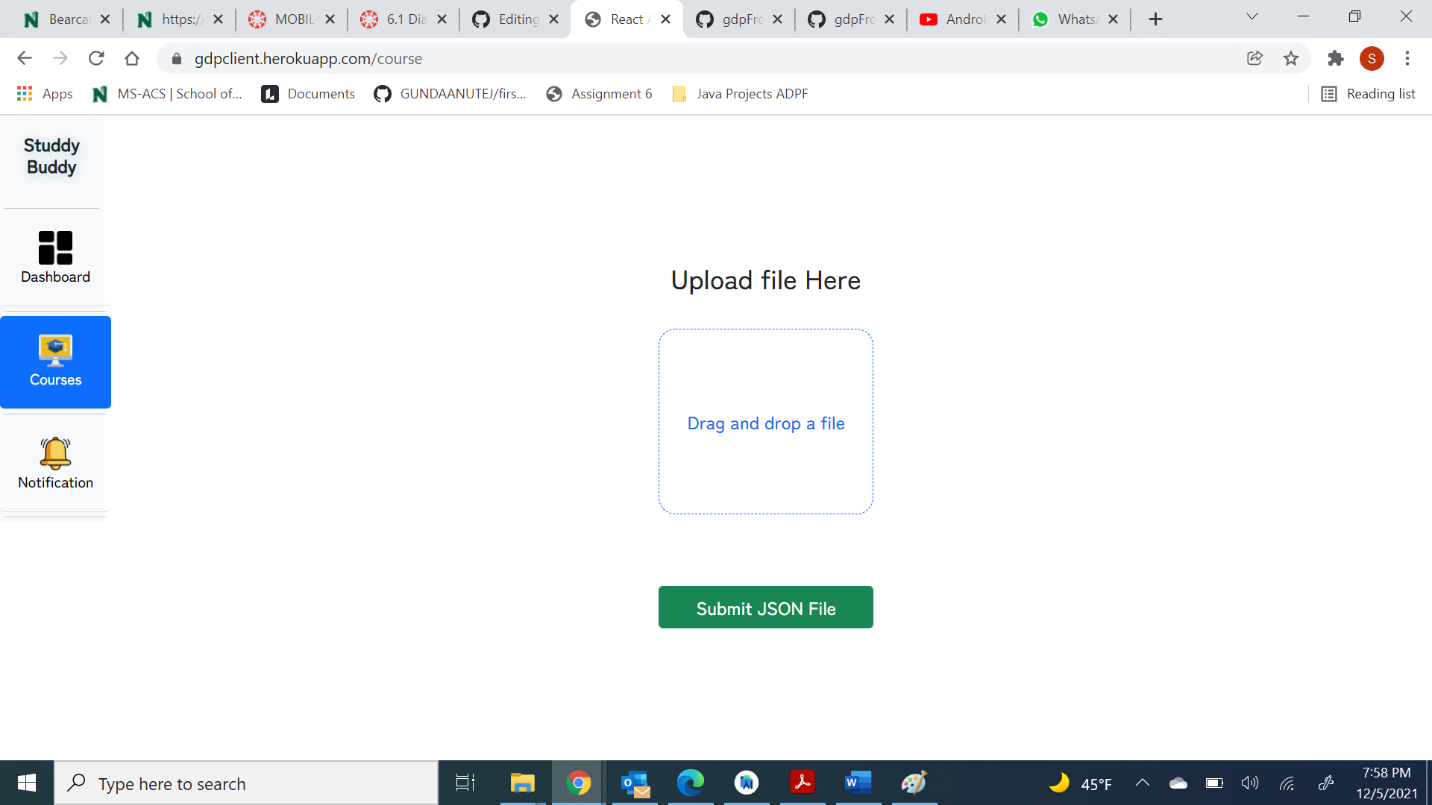 Bearcat
https:/
MOBIL
6.1 Dia
Editing
React
gdpFro
gdpFro
Androi
Whats
gdpclient.herokuapp.com/course
S
Apps
MS-ACS | School of...
Documents
GUNDAANUTEJ/firs...
Assignment 6
Java Projects ADPF
Reading list
Studdy
Buddy
Dashboard
Courses
Notification
Upload file Here
Drag and drop a file
Submit JSON File
Type here to search
45°F
7:58 PM
12/5/2021